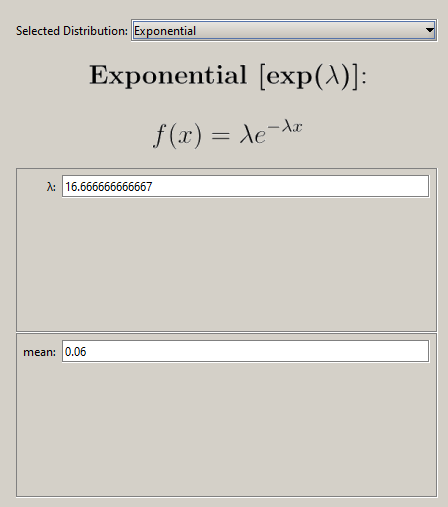 Selected Distribution: Exponential
Exponential [exp(λ)]:
f(x) = λe^{−λx}
λ: 16.666666666667
mean: 0.06